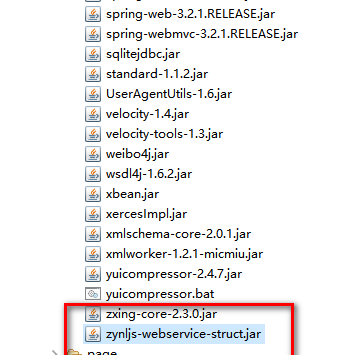 spring-web-3.2.1.RELEASE.jar
spring-webmvc-3.2.1.RELEASE.jar
sqlitejdbc.jar
standard-1.1.2.jar
UserAgentUtils-1.6.jar
velocity-1.4.jar
velocity-tools-1.3.jar
weibo4j.jar
wsdl4j-1.6.2.jar
xbean.jar
xercesImpl.jar
xmlschema-core-2.0.1.jar
xmlworker-1.2.1-micmiu.jar
yuicompressor-2.4.7.jar
yuicompressor.bat
zxing-core-2.3.0.jar
zynljs-webservice-struct.jar
page